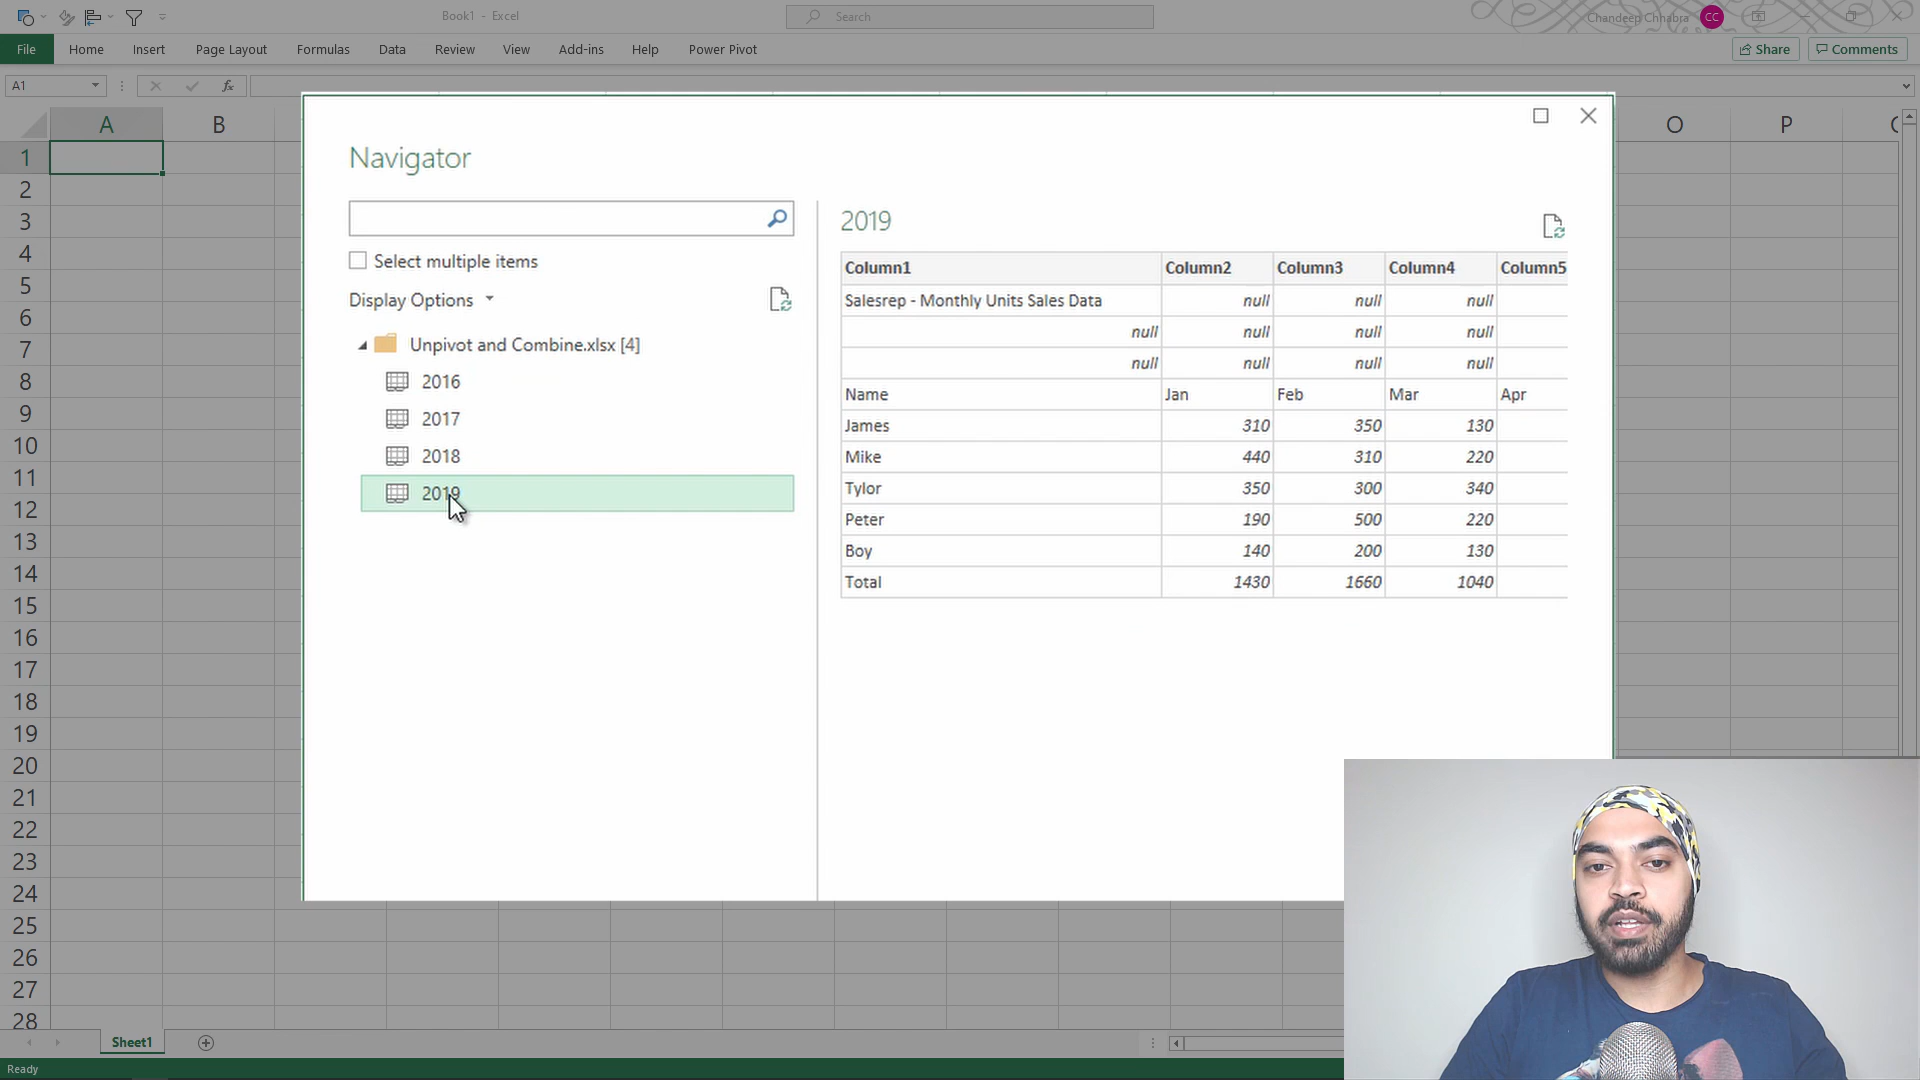 Book1 - Excel
Search
Chandeep Chhabra
CC
File Home Insert Page Layout Formulas Data Review View Add-ins Help Power Pivot
Share Comments
A1 fx
A B O P
Navigator
Select multiple items
Display Options
Unpivot and Combine.xlsx [4]
2016
2017
2018
2019
2019
Column1 Column2 Column3 Column4 Column5
Salesrep - Monthly Units Sales Data null null null
null null null null
null null null null
Name Jan Feb Mar Apr
James 310 350 130
Mike 440 310 220
Tylor 350 300 340
Peter 190 500 220
Boy 140 200 130
Total 1430 1660 1040
1
2
3
4
5
6
7
8
9
10
11
12
13
14
15
16
17
18
19
20
21
22
23
24
25
26
27
28
Sheet1
Ready